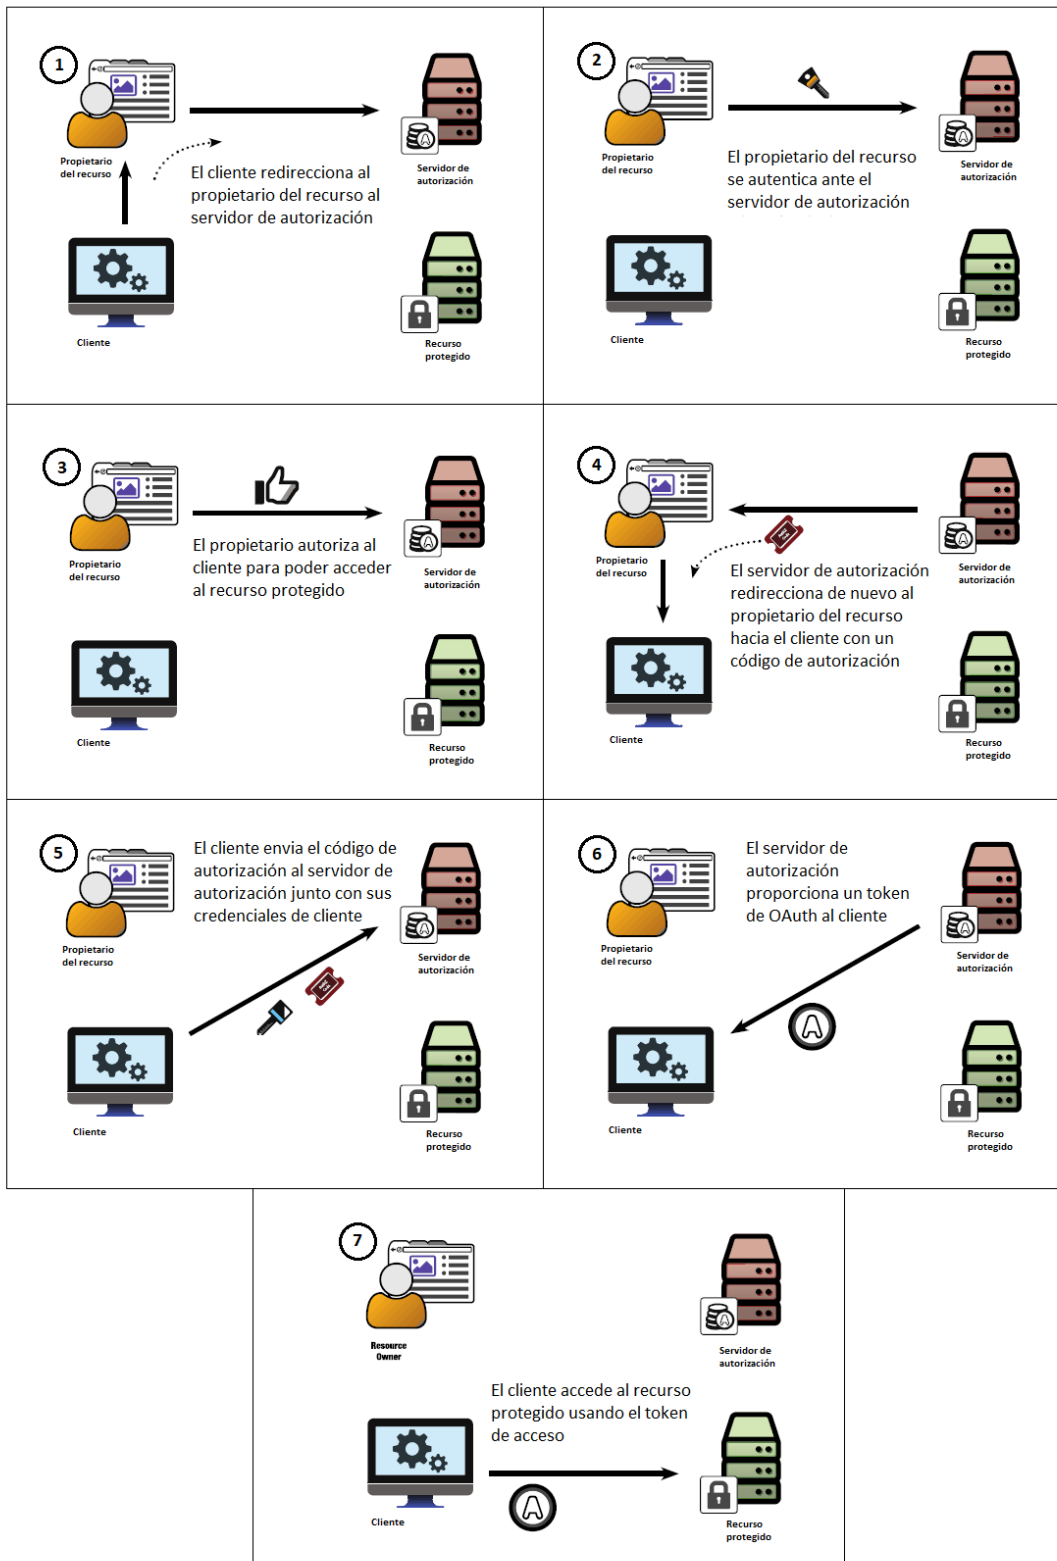 1
Propietario
del recurso
El cliente redirecciona al
propietario del recurso al
servidor de autorización
A
Servidor de
autorización
Cliente
Recurso
protegido
2
Propietario
del recurso
El propietario del recurso
se autentica ante el
servidor de autorización
A
Servidor de
autorización
Cliente
Recurso
protegido
3
Propietario
del recurso
El propietario autoriza al
cliente para poder acceder
al recurso protegido
A
Servidor de
autorización
Cliente
Recurso
protegido
4
Propietario
del recurso
El servidor de autorización
redirecciona de nuevo al
propietario del recurso
hacia el cliente con un
código de autorización
A
Servidor de
autorización
Cliente
Recurso
protegido
5
El cliente envia el código de
autorización al servidor de
autorización junto con sus
credenciales de cliente
Propietario
del recurso
A
Servidor de
autorización
Cliente
Recurso
protegido
6
El servidor de
autorización
proporciona un token
de OAuth al cliente
Propietario
del recurso
A
Servidor de
autorización
A
Cliente
Recurso
protegido
7
Resource
Owner
A
Servidor de
autorización
El cliente accede al recurso
protegido usando el token
de acceso
A
Cliente
Recurso
protegido